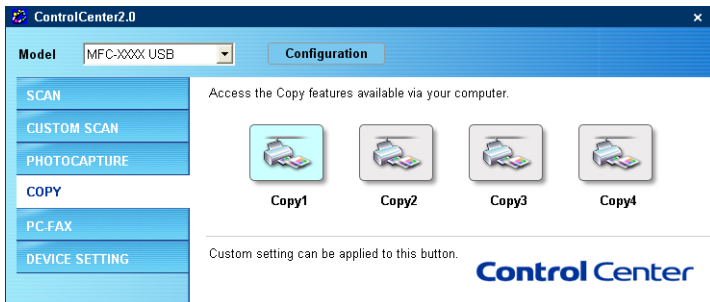 ControlCenter2.0
Model MFC-XXXX USB Configuration
SCAN
CUSTOM SCAN
PHOTOCAPTURE
COPY
PC-FAX
DEVICE SETTING
Access the Copy features available via your computer.
Copy1 Copy2 Copy3 Copy4
Custom setting can be applied to this button.
Control Center